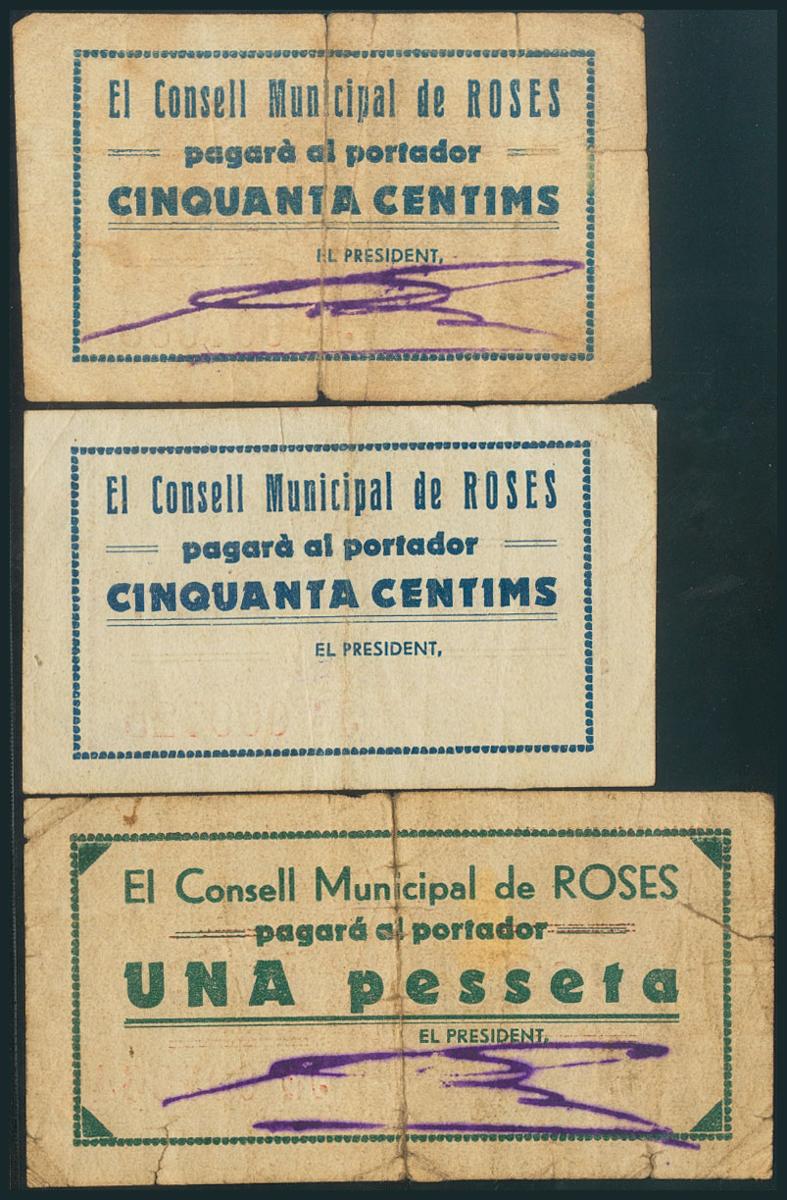 El Consell Municipal de ROSES
pagarà al portador
CINQUANTA CENTIMS
EL PRESIDENT,
El Consell Municipal de ROSES
pagarà al portador
CINQUANTA CENTIMS
EL PRESIDENT,
El Consell Municipal de ROSES
pagará al portador
UNA pesseta
EL PRESIDENT,